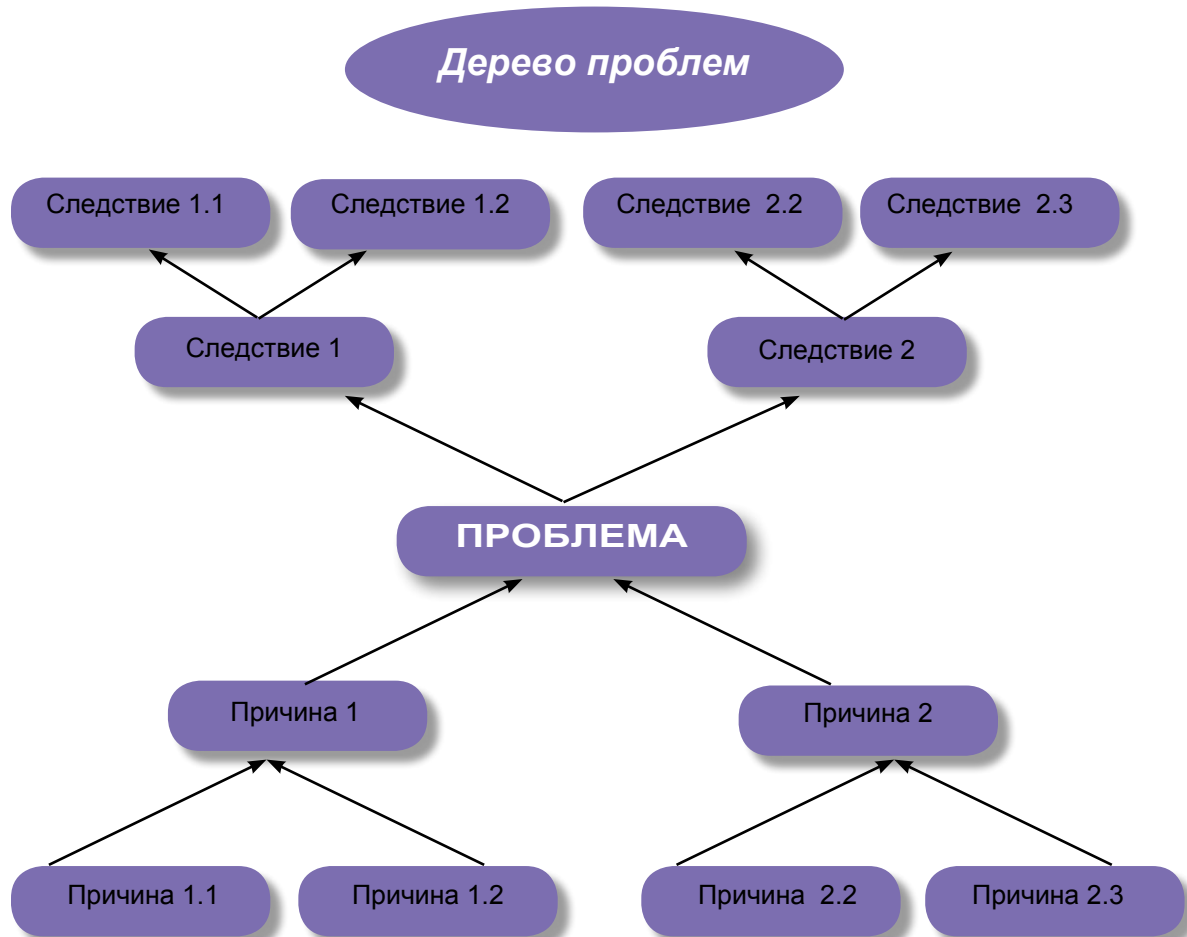 Дерево проблем
Следствие 1.1
Следствие 1.2
Следствие 2.2
Следствие 2.3
Следствие 1
Следствие 2
ПРОБЛЕМА
Причина 1
Причина 2
Причина 1.1
Причина 1.2
Причина 2.2
Причина 2.3